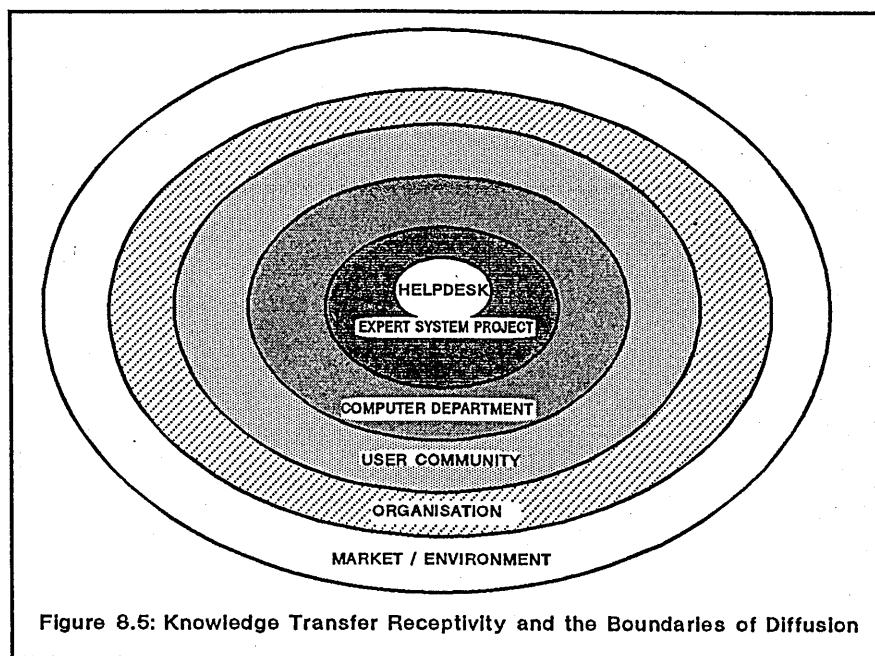 HELPDESK
EXPERT SYSTEM PROJECT
COMPUTER DEPARTMENT
USER COMMUNITY
ORGANISATION
MARKET / ENVIRONMENT
Figure 8.5: Knowledge Transfer Receptivity and the Boundaries of Diffusion